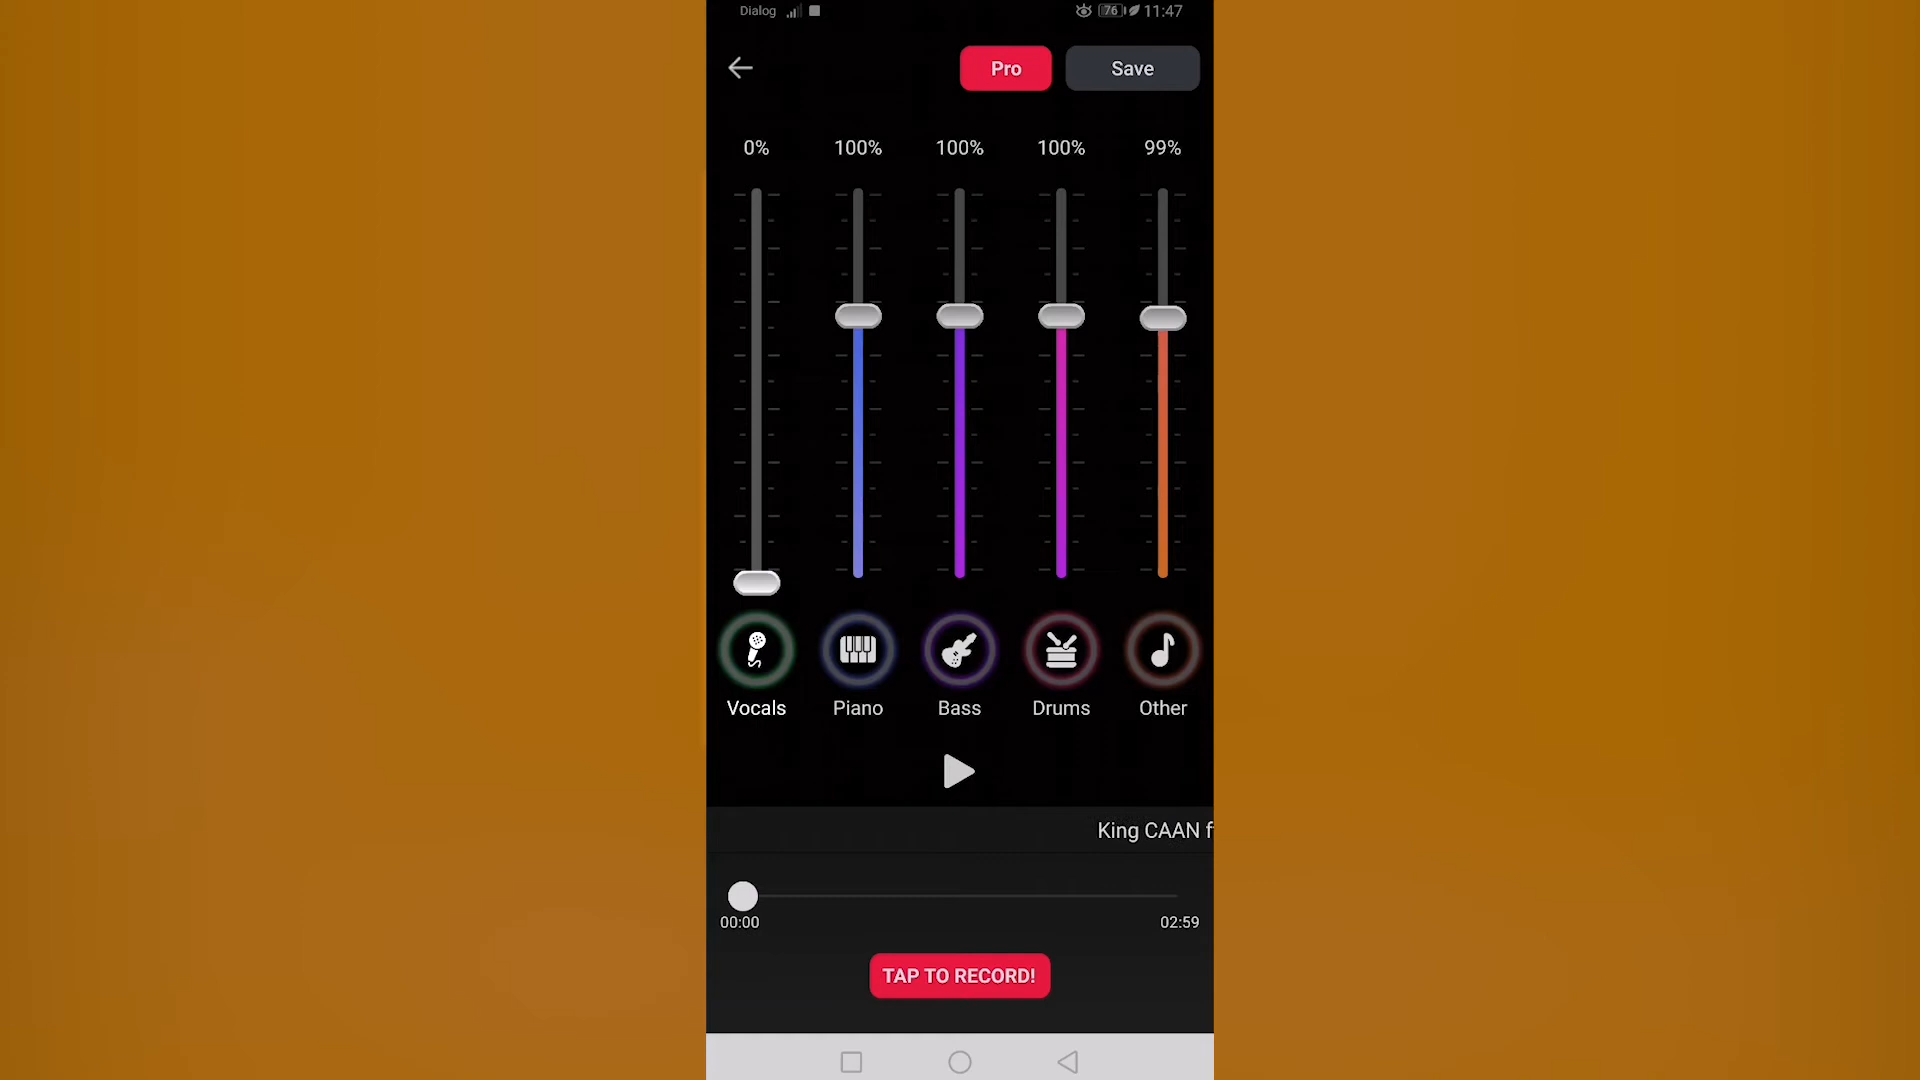 Dialog 76 11:47
Pro Save
0% 100% 100% 100% 99%
Vocals Piano Bass Drums Other
King CAAN f
00:00 02:59
TAP TO RECORD!